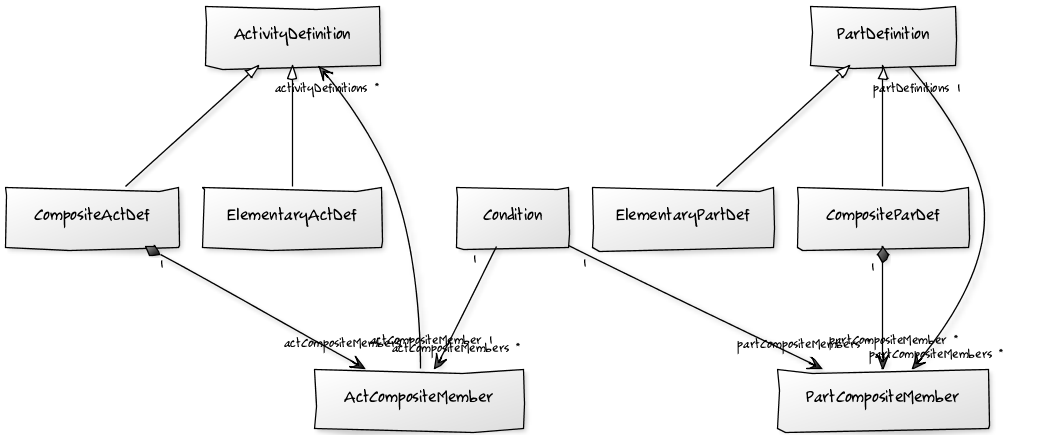 ActivityDefinition
PartDefinition
activityDefinitions *
partDefinitions 1
CompositeActDef
ElementaryActDef
Condition
ElementaryPartDef
CompositeParDef
1
1
1
1
actCompositeMembers
actCompositeMember 1
actCompositeMembers *
partCompositeMembers
partCompositeMember *
partCompositeMembers *
ActCompositeMember
PartCompositeMember